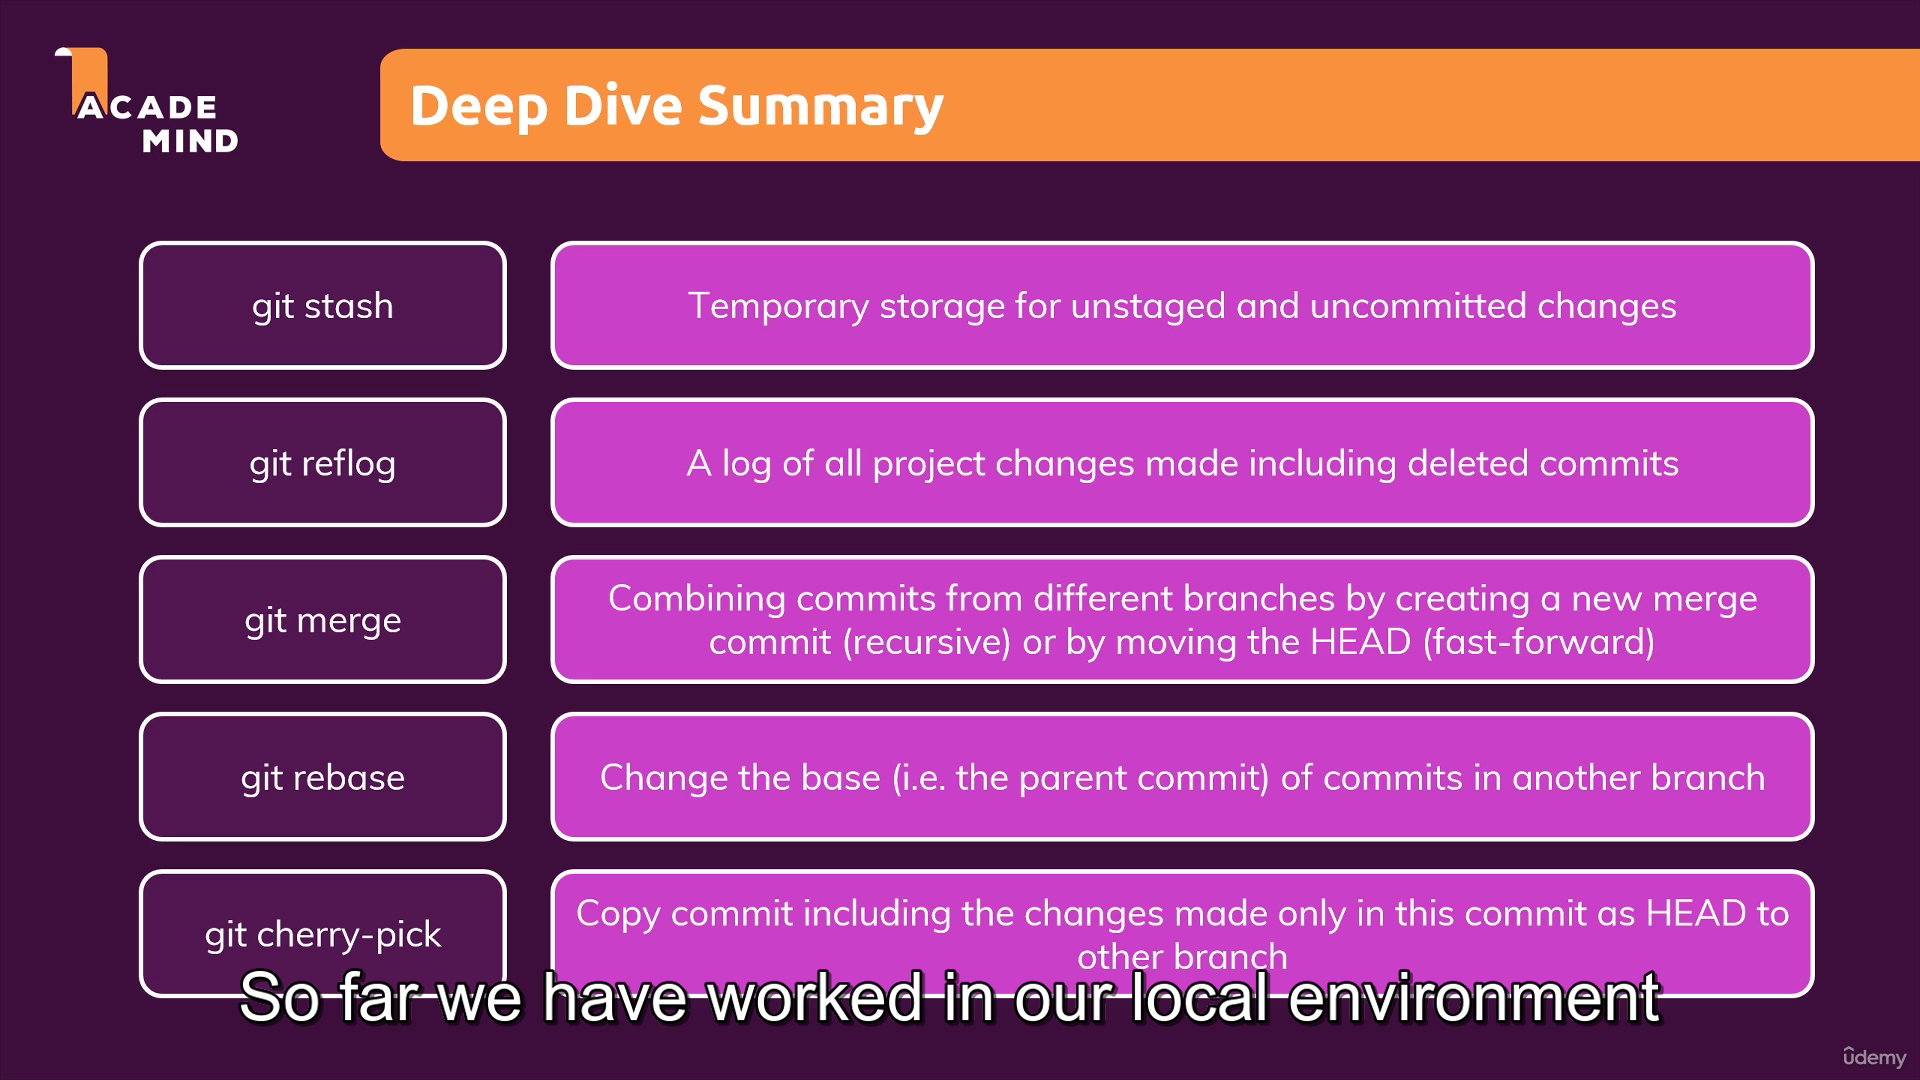 ACADE
MIND
Deep Dive Summary
git stash
Temporary storage for unstaged and uncommitted changes
git reflog
A log of all project changes made including deleted commits
git merge
Combining commits from different branches by creating a new merge
commit (recursive) or by moving the HEAD (fast-forward)
git rebase
Change the base (i.e. the parent commit) of commits in another branch
git cherry-pick
Copy commit including the changes made only in this commit as HEAD to
other branch
So far we have worked in our local environment
udemy